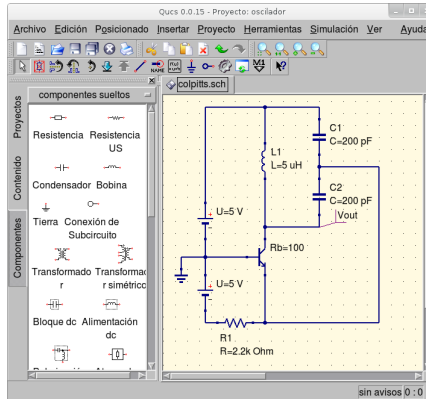 Qucs 0.0.15 - Proyecto: oscilador
Archivo Edición Posicionado Insertar Proyecto Herramientas Simulación Ver Ayuda
NAME
colpitts.sch
Proyectos
Contenido
Componentes
componentes sueltos
Resistencia Resistencia
US
Condensador Bobina
Tierra Conexión de
Subcircuito
Transformado Transformac
r r simétrico
Bloque dc Alimentación
dc
C1
C=200 pF
L1
L=5 uH
C2
C=200 pF
Vout
U=5 V
Rb=100
U=5 V
R1
R=2.2k Ohm
sin avisos 0 : 0